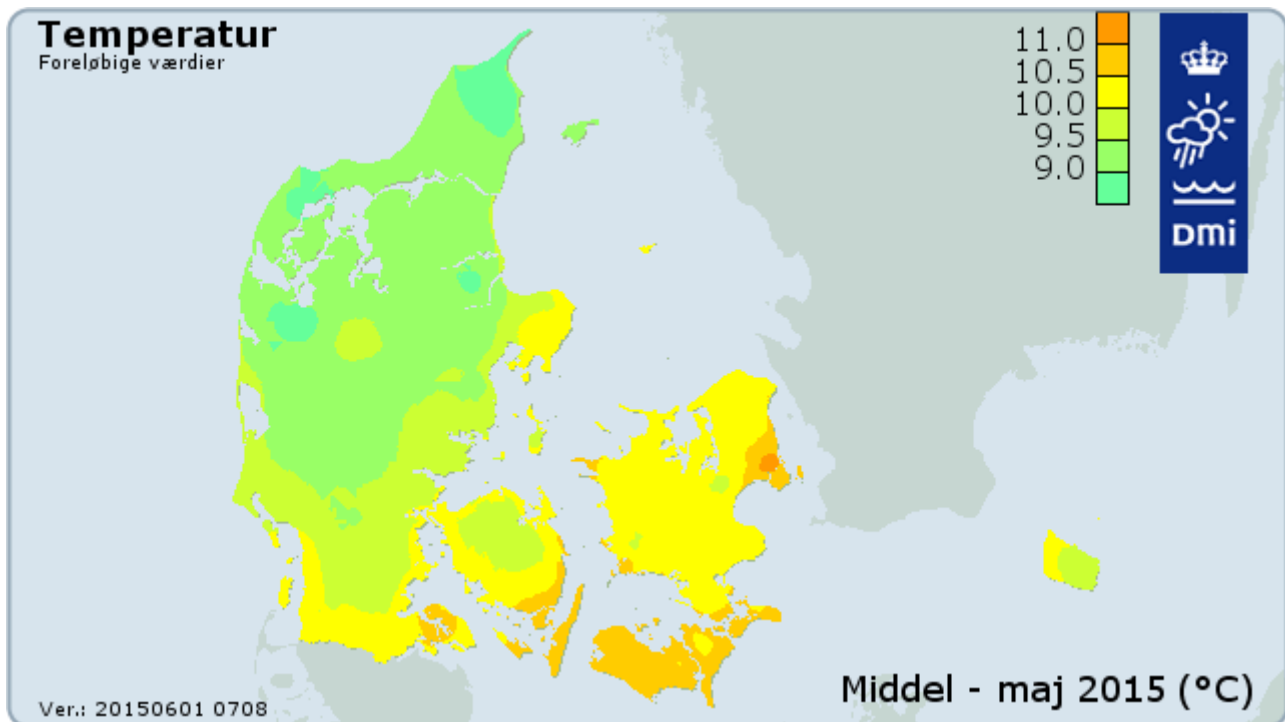 Temperatur
Foreløbige værdier
11.0
10.5
10.0
9.5
9.0
DMi
Middel - maj 2015 (°C)
Ver.: 20150601 0708